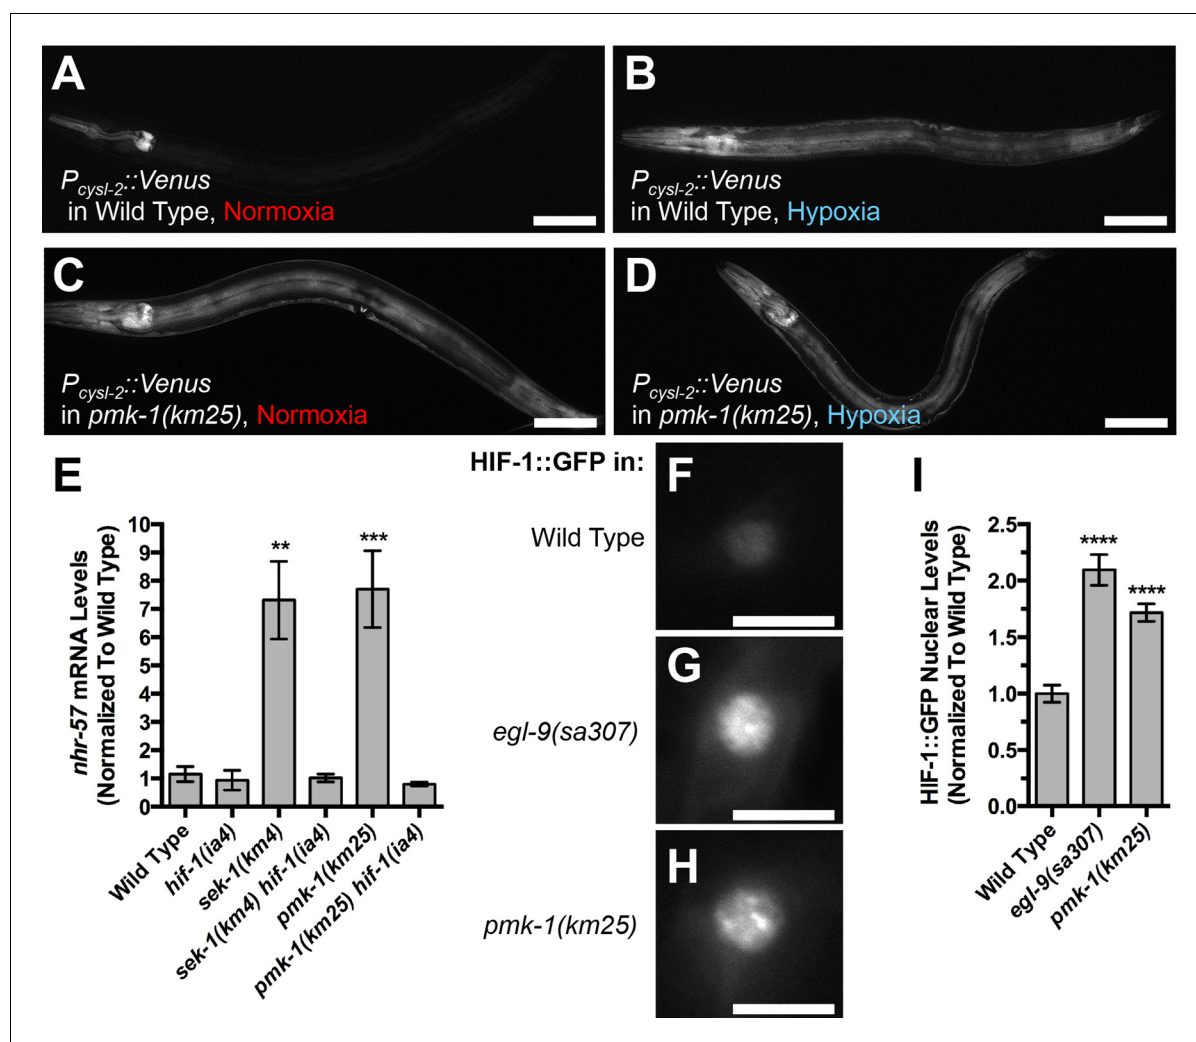 A
P cysl-2::Venus
in Wild Type, Normoxia
B
P cysl-2::Venus
in Wild Type, Hypoxia
C
P cysl-2::Venus
in pmk-1(km25), Normoxia
D
P cysl-2::Venus
in pmk-1(km25), Hypoxia
E
nhr-57 mRNA Levels
(Normalized To Wild Type)
10
9
8
7
6
5
4
3
2
1
0
**
***
Wild Type
hif-1(ia4)
sek-1(km4)
sek-1(km4) hif-1(ia4)
pmk-1(km25)
pmk-1(km25) hif-1(ia4)
HIF-1::GFP in:
F
Wild Type
G
egl-9(sa307)
H
pmk-1(km25)
I
HIF-1::GFP Nuclear Levels
(Normalized To Wild Type)
2.5
2.0
1.5
1.0
0.5
0.0
****
****
Wild Type
egl-9(sa307)
pmk-1(km25)